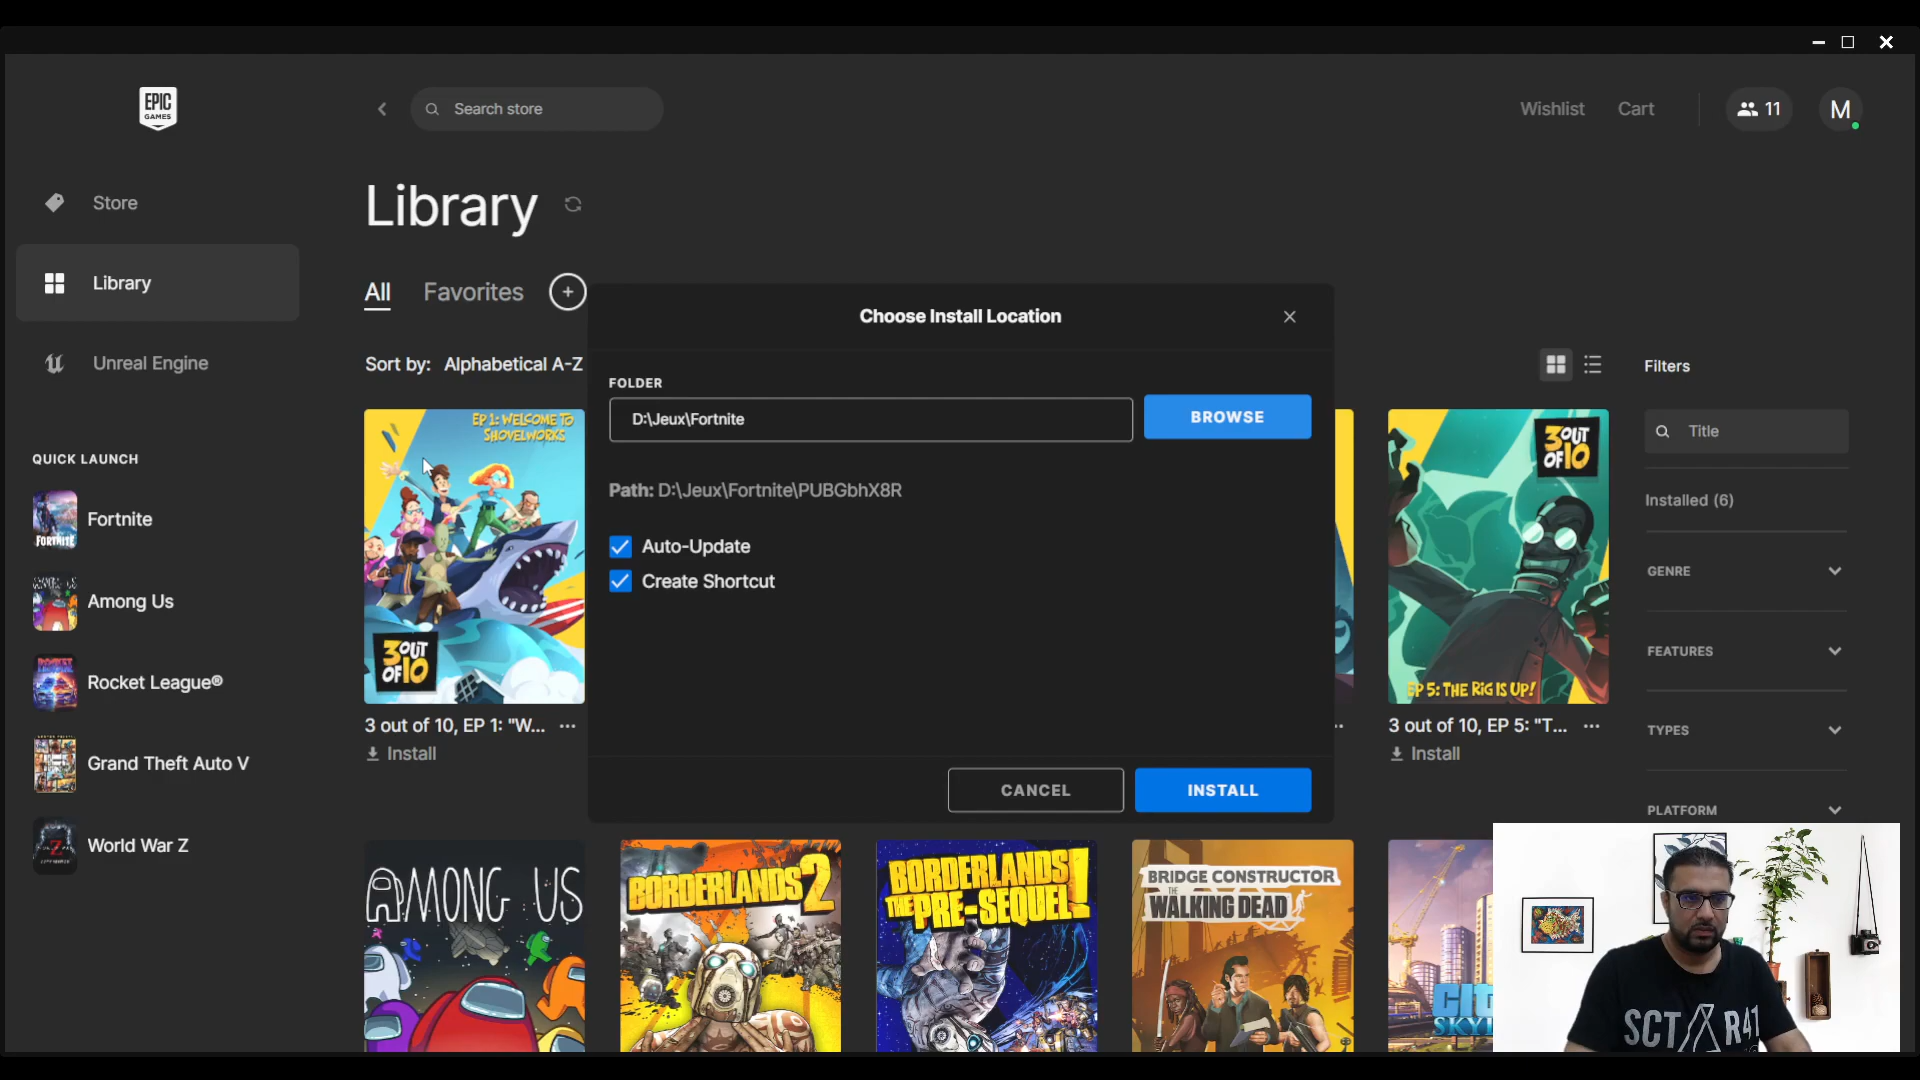 EPIC
GAMES
Search store
Wishlist
Cart
11
M
Store
Library
Unreal Engine
Library
All
Favorites
+
Sort by: Alphabetical A-Z
Choose Install Location
FOLDER
D:\Jeux\Fortnite
BROWSE
Path: D:\Jeux\Fortnite\PUBGbhX8R
Auto-Update
Create Shortcut
CANCEL
INSTALL
Filters
Title
Installed (6)
GENRE
FEATURES
TYPES
PLATFORM
QUICK LAUNCH
FORTNITE
Fortnite
Among Us
Rocket League®
Grand Theft Auto V
World War Z
EP 1: WELCOME TO
SHOVELWORKS
3 OUT
OF 10
3 out of 10, EP 1: "W...
Install
3 OUT
OF 10
EP 5: THE RIG IS UP!
3 out of 10, EP 5: "T...
Install
AMONG US
BORDERLANDS 2
BORDERLANDS
THE PRE-SEQUEL!
BRIDGE CONSTRUCTOR
THE
WALKING DEAD